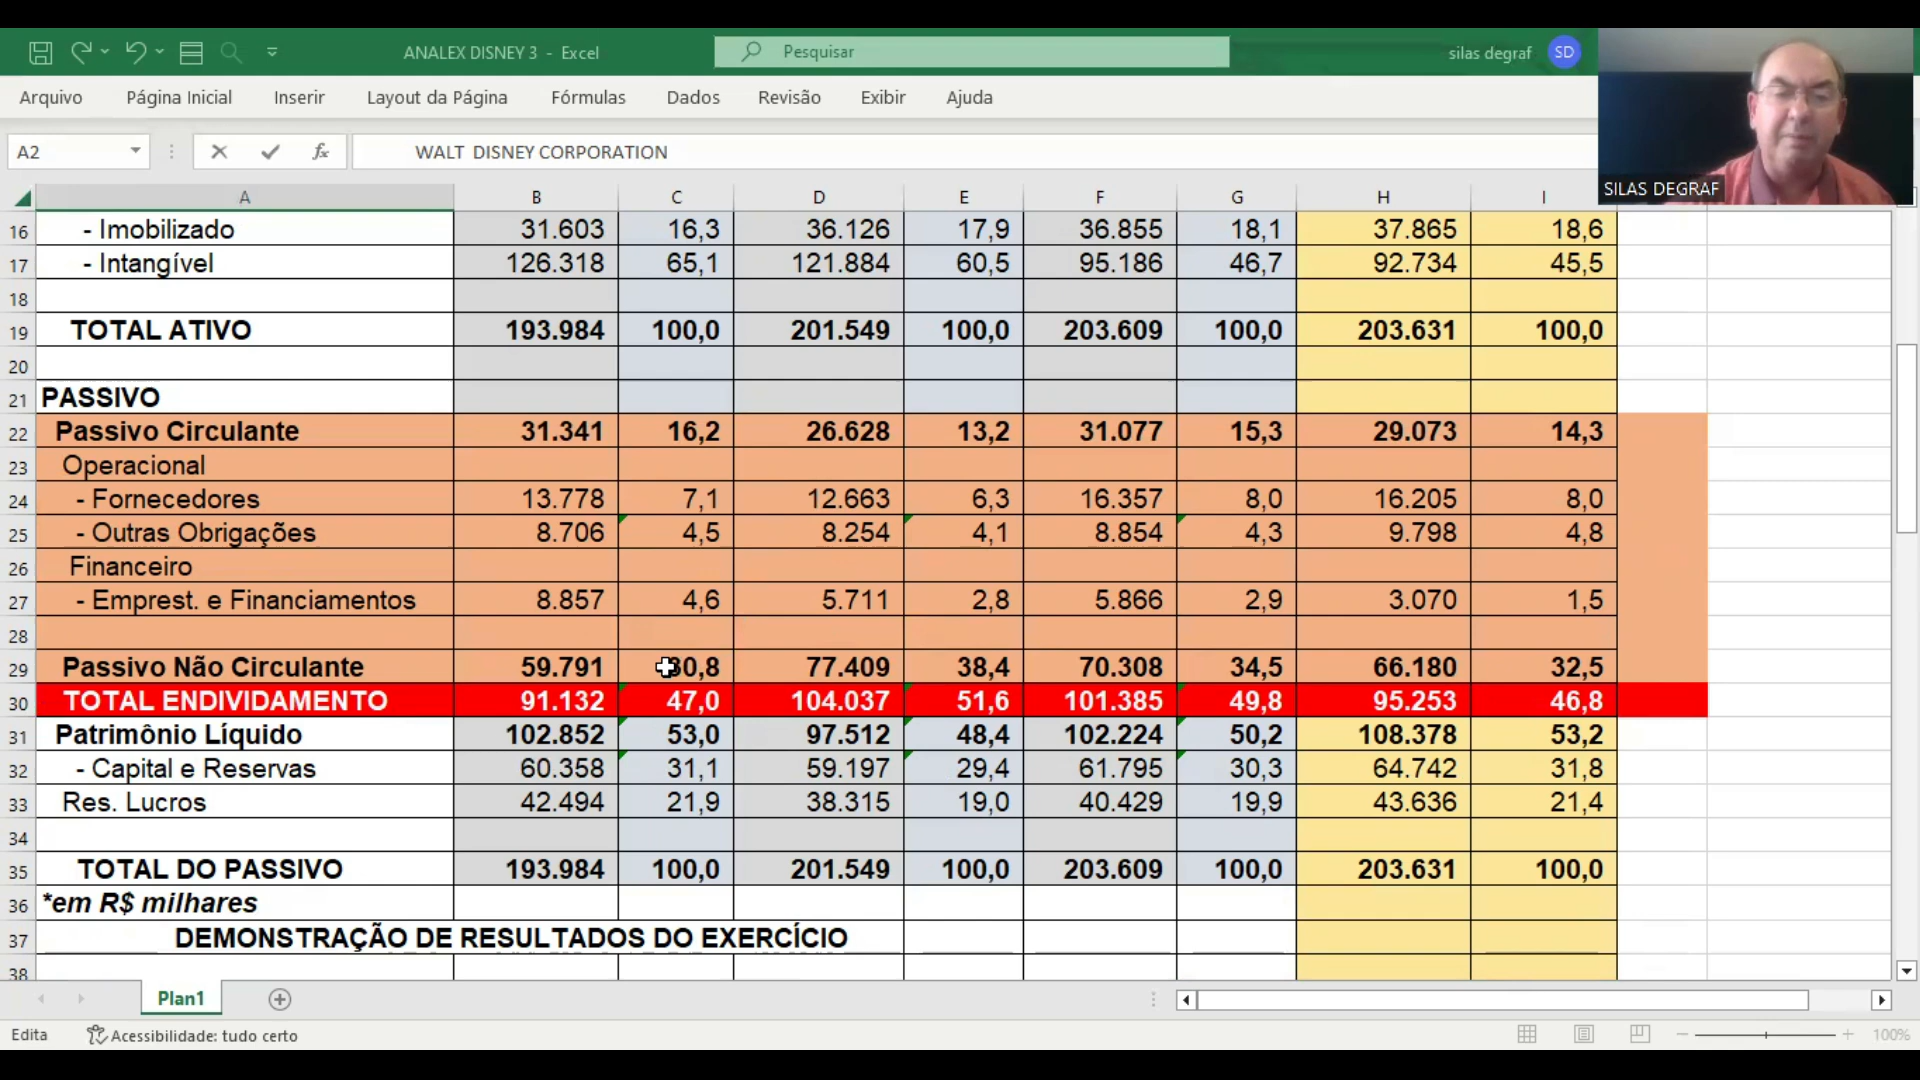 ANALEX DISNEY 3 - Excel
Pesquisar
silas degraf SD
Arquivo Página Inicial Inserir Layout da Página Fórmulas Dados Revisão Exibir Ajuda
A2 fx WALT DISNEY CORPORATION
SILAS DEGRAF
A B C D E F G H I
16 - Imobilizado 31.603 16,3 36.126 17,9 36.855 18,1 37.865 18,6
17 - Intangível 126.318 65,1 121.884 60,5 95.186 46,7 92.734 45,5
18
19 TOTAL ATIVO 193.984 100,0 201.549 100,0 203.609 100,0 203.631 100,0
20
21 PASSIVO
22 Passivo Circulante 31.341 16,2 26.628 13,2 31.077 15,3 29.073 14,3
23 Operacional
24 - Fornecedores 13.778 7,1 12.663 6,3 16.357 8,0 16.205 8,0
25 - Outras Obrigações 8.706 4,5 8.254 4,1 8.854 4,3 9.798 4,8
26 Financeiro
27 - Emprest. e Financiamentos 8.857 4,6 5.711 2,8 5.866 2,9 3.070 1,5
28
29 Passivo Não Circulante 59.791 30,8 77.409 38,4 70.308 34,5 66.180 32,5
30 TOTAL ENDIVIDAMENTO 91.132 47,0 104.037 51,6 101.385 49,8 95.253 46,8
31 Patrimônio Líquido 102.852 53,0 97.512 48,4 102.224 50,2 108.378 53,2
32 - Capital e Reservas 60.358 31,1 59.197 29,4 61.795 30,3 64.742 31,8
33 Res. Lucros 42.494 21,9 38.315 19,0 40.429 19,9 43.636 21,4
34
35 TOTAL DO PASSIVO 193.984 100,0 201.549 100,0 203.609 100,0 203.631 100,0
36 *em R$ milhares
37 DEMONSTRAÇÃO DE RESULTADOS DO EXERCÍCIO
38
Plan1
Edita Acessibilidade: tudo certo 100%